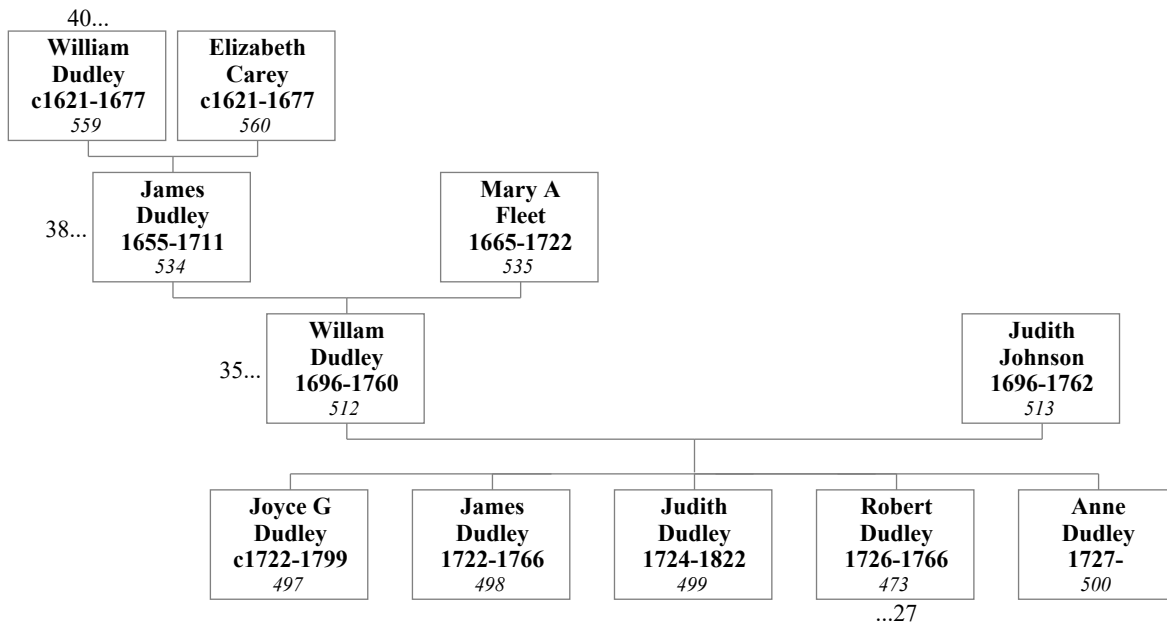 40...
William
Dudley
c1621-1677
559
Elizabeth
Carey
c1621-1677
560
38...
James
Dudley
1655-1711
534
Mary A
Fleet
1665-1722
535
35...
Willam
Dudley
1696-1760
512
Judith
Johnson
1696-1762
513
Joyce G
Dudley
c1722-1799
497
James
Dudley
1722-1766
498
Judith
Dudley
1724-1822
499
Robert
Dudley
1726-1766
473
...27
Anne
Dudley
1727-
500